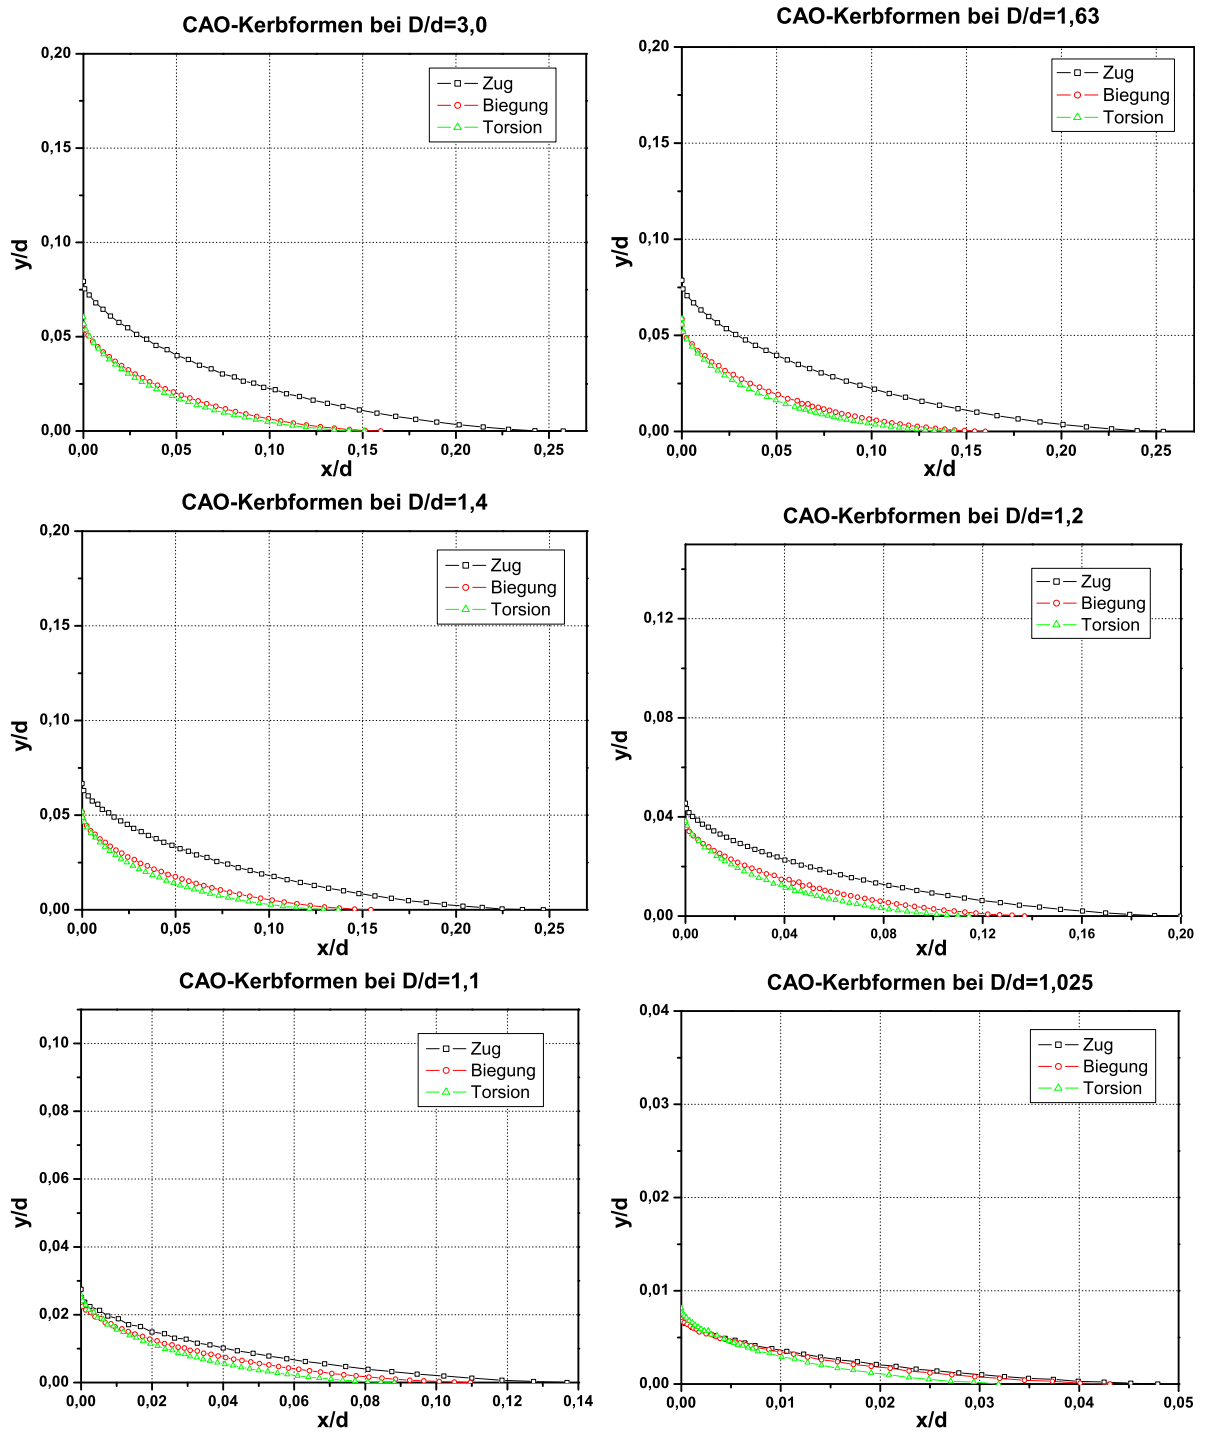 CAO-Kerbformen bei D/d=3,0
0,20
0,15
0,10
0,05
0,00
y/d
Zug
Biegung
Torsion
0,00 0,05 0,10 0,15 0,20 0,25
x/d
CAO-Kerbformen bei D/d=1,63
0,20
0,15
0,10
0,05
0,00
y/d
Zug
Biegung
Torsion
0,00 0,05 0,10 0,15 0,20 0,25
x/d
CAO-Kerbformen bei D/d=1,4
0,20
0,15
0,10
0,05
0,00
y/d
Zug
Biegung
Torsion
0,00 0,05 0,10 0,15 0,20 0,25
x/d
CAO-Kerbformen bei D/d=1,2
0,12
0,08
0,04
0,00
y/d
Zug
Biegung
Torsion
0,00 0,04 0,08 0,12 0,16 0,20
x/d
CAO-Kerbformen bei D/d=1,1
0,10
0,08
0,06
0,04
0,02
0,00
y/d
Zug
Biegung
Torsion
0,00 0,02 0,04 0,06 0,08 0,10 0,12 0,14
x/d
CAO-Kerbformen bei D/d=1,025
0,04
0,03
0,02
0,01
0,00
y/d
Zug
Biegung
Torsion
0,00 0,01 0,02 0,03 0,04 0,05
x/d